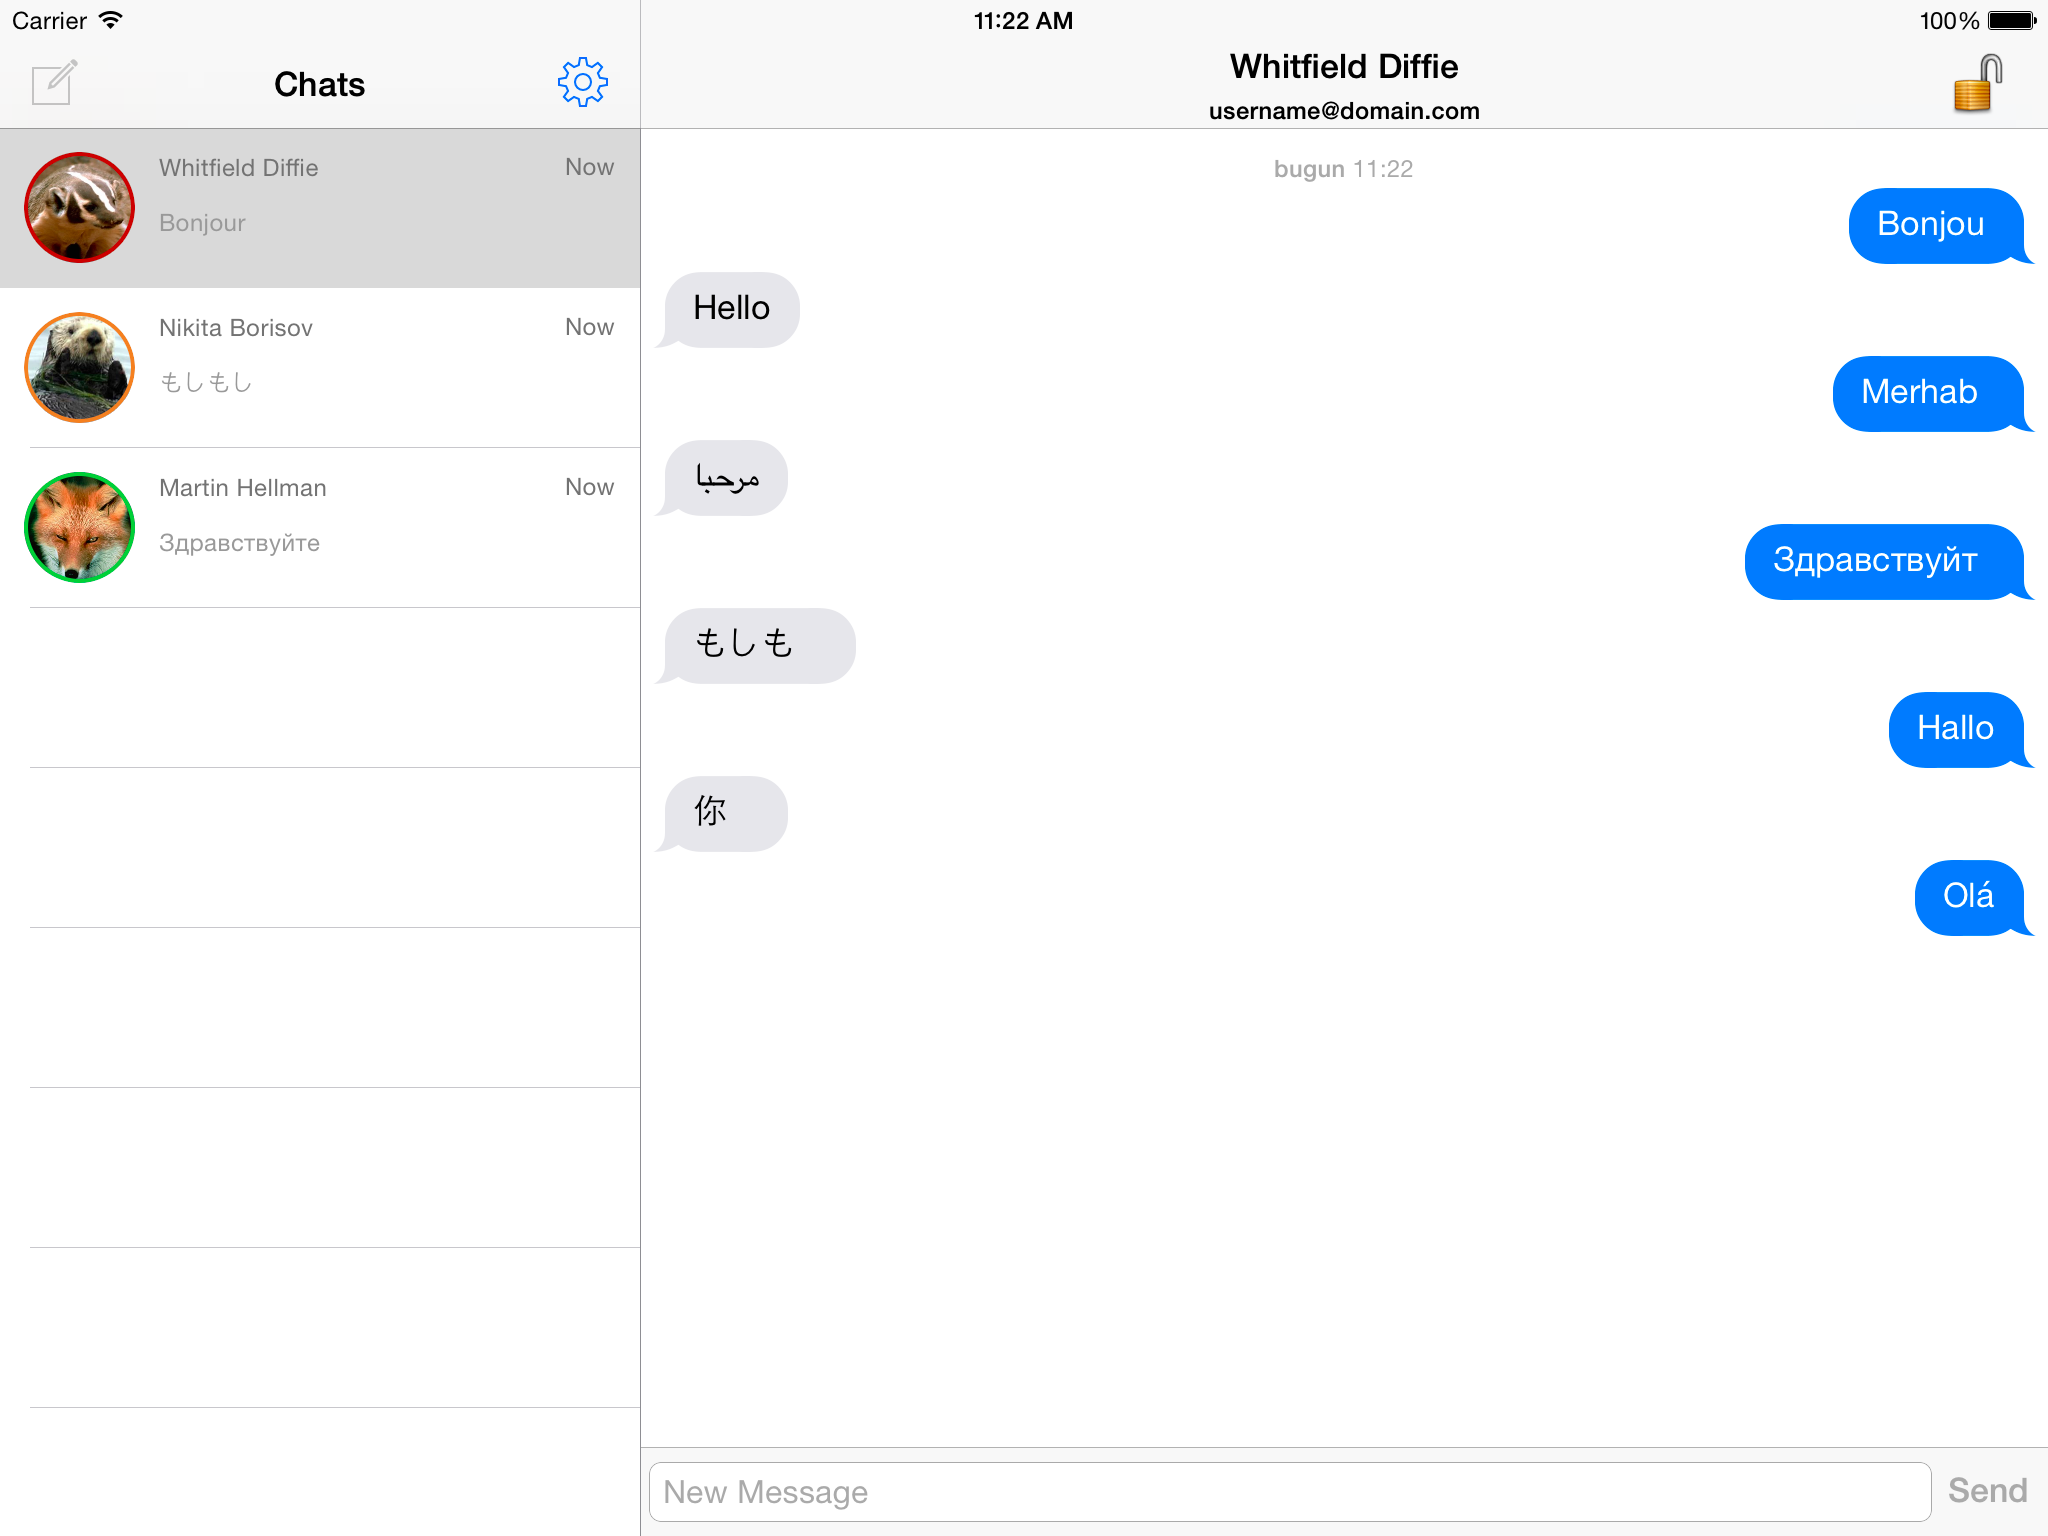 Carrier
11:22 AM
100%
Chats
Whitfield Diffie
username@domain.com
Whitfield Diffie
Now
Bonjour
Nikita Borisov
Now
もしもし
Martin Hellman
Now
Здравствуйте
bugun 11:22
Bonjou
Hello
Merhab
مرحبا
Здравствуйт
もしも
Hallo
你
Olá
New Message
Send